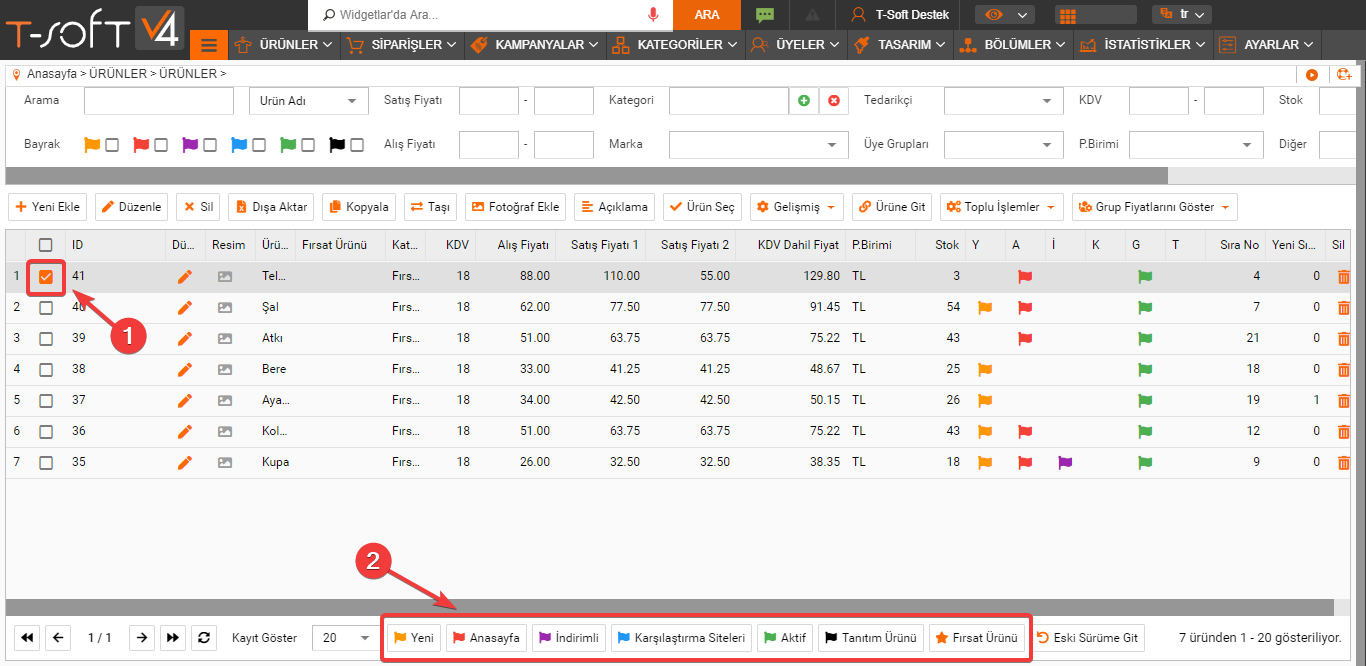 T-SOFT V4
Widgetlar'da Ara...
ARA
T-Soft Destek
tr
ÜRÜNLER
SİPARİŞLER
KAMPANYALAR
KATEGORİLER
ÜYELER
TASARIM
BÖLÜMLER
İSTATİSTİKLER
AYARLAR
Anasayfa > ÜRÜNLER > ÜRÜNLER >
Arama Ürün Adı Satış Fiyatı - Kategori Tedarikçi KDV - Stok
Bayrak Alış Fiyatı - Marka Üye Grupları P.Birimi Diğer
Yeni Ekle Düzenle Sil Dışa Aktar Kopyala Taşı Fotoğraf Ekle Açıklama Ürün Seç Gelişmiş Ürüne Git Toplu İşlemler Grup Fiyatlarını Göster
ID Dü... Resim Ürü... Fırsat Ürünü Kat... KDV Alış Fiyatı Satış Fiyatı 1 Satış Fiyatı 2 KDV Dahil Fiyat P.Birimi Stok Y A İ K G T Sıra No Yeni Sı... Sil
1 41 Tel... Fırs... 18 88.00 110.00 55.00 129.80 TL 3 4 0
2 40 Şal Fırs... 18 62.00 77.50 77.50 91.45 TL 54 7 0
3 39 Atkı Fırs... 18 51.00 63.75 63.75 75.22 TL 43 21 0
4 38 Bere Fırs... 18 33.00 41.25 41.25 48.67 TL 25 18 0
5 37 Aya... Fırs... 18 34.00 42.50 42.50 50.15 TL 26 19 1
6 36 Kol... Fırs... 18 51.00 63.75 63.75 75.22 TL 43 12 0
7 35 Kupa Fırs... 18 26.00 32.50 32.50 38.35 TL 18 9 0
1
2
1 / 1 Kayıt Göster 20 Yeni Anasayfa İndirimli Karşılaştırma Siteleri Aktif Tanıtım Ürünü Fırsat Ürünü Eski Sürüme Git 7 üründen 1 - 20 gösteriliyor.